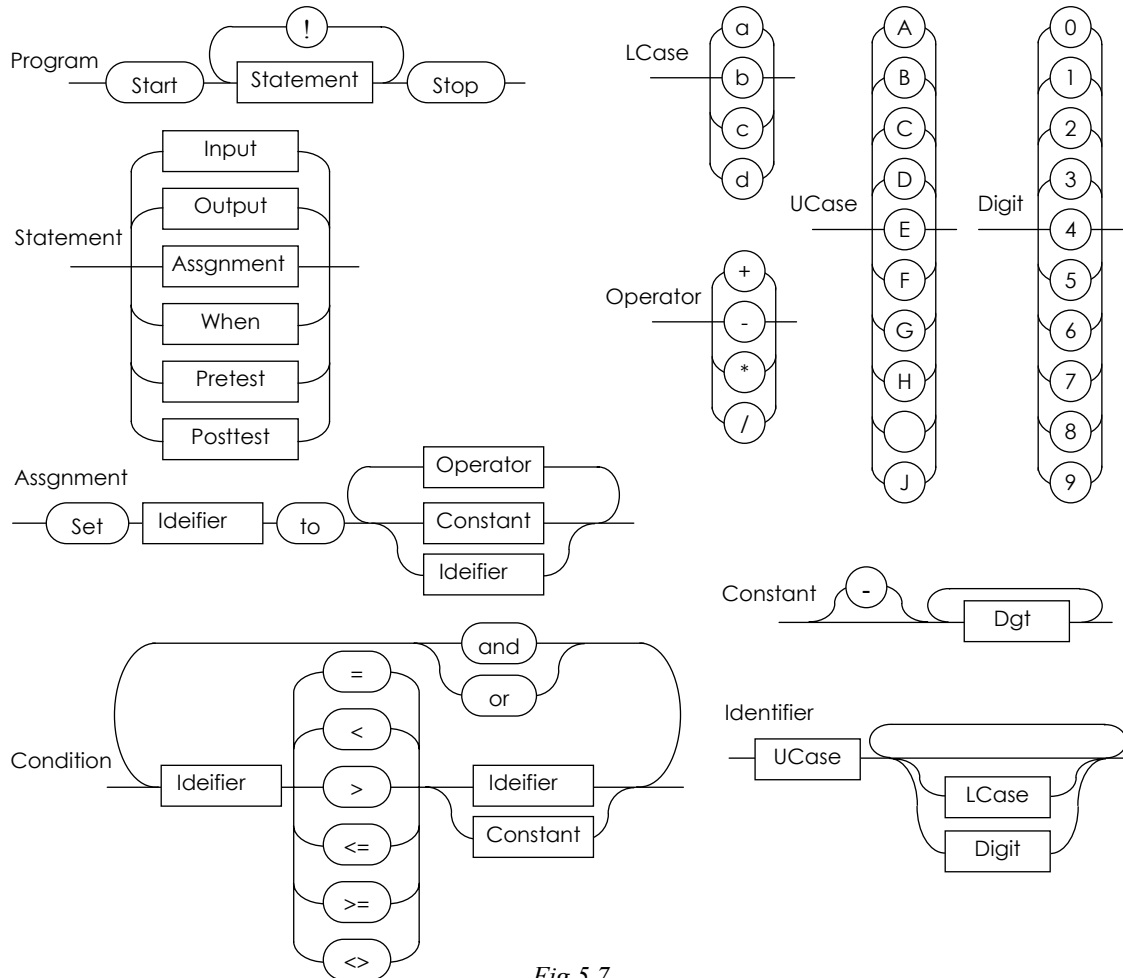 Program
Start
!
Statement
Stop
Statement
Input
Output
Assgnment
When
Pretest
Posttest
Assgnment
Set
Ideifier
to
Operator
Constant
Ideifier
Condition
and
or
Ideifier
=
<
>
<=
>=
<>
Ideifier
Constant
LCase
a
b
c
d
Operator
+
-
*
/
UCase
A
B
C
D
E
F
G
H
J
Digit
0
1
2
3
4
5
6
7
8
9
Constant
-
Dgt
Identifier
UCase
LCase
Digit
Fig 5.7